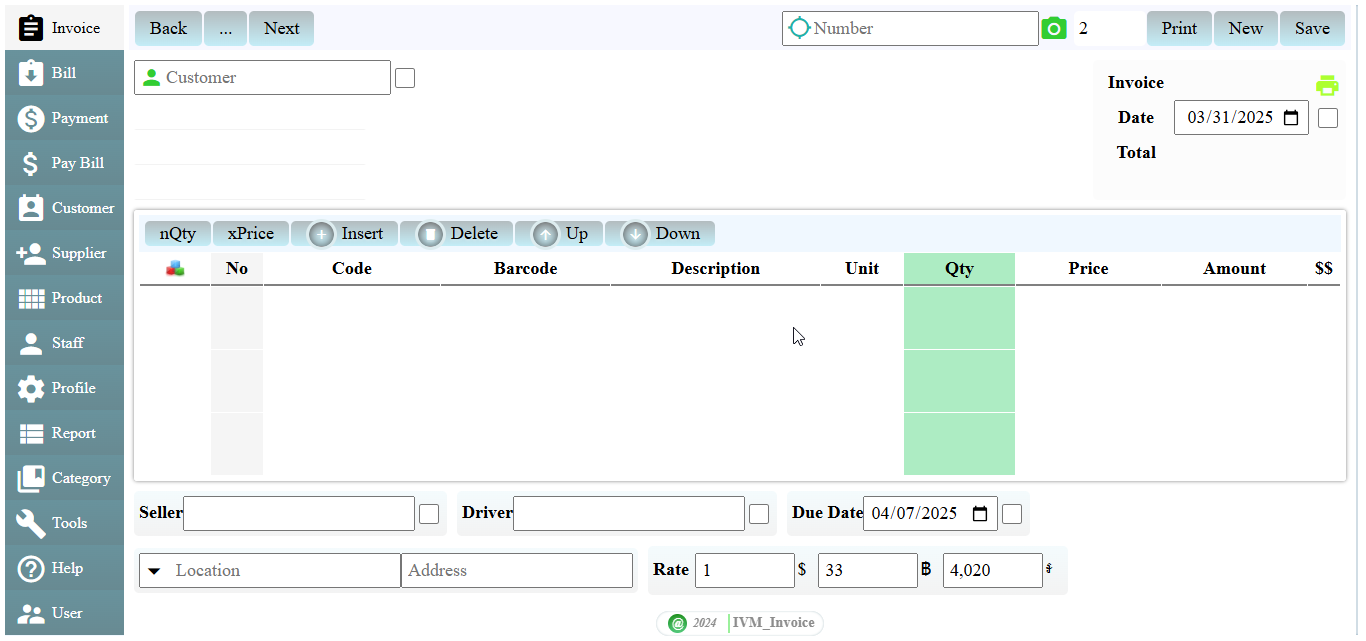 Invoice
Back
...
Next
Number
2
Print
New
Save
Bill
Payment
Pay Bill
Customer
Supplier
Product
Staff
Profile
Report
Category
Tools
Help
User
Customer
Invoice
Date 03/31/2025
Total
nQty xPrice Insert Delete Up Down
No Code Barcode Description Unit Qty Price Amount $$
Seller Driver Due Date 04/07/2025
Location Address Rate 1 $ 33 ฿ 4,020 ៛
@ 2024 IVM_Invoice